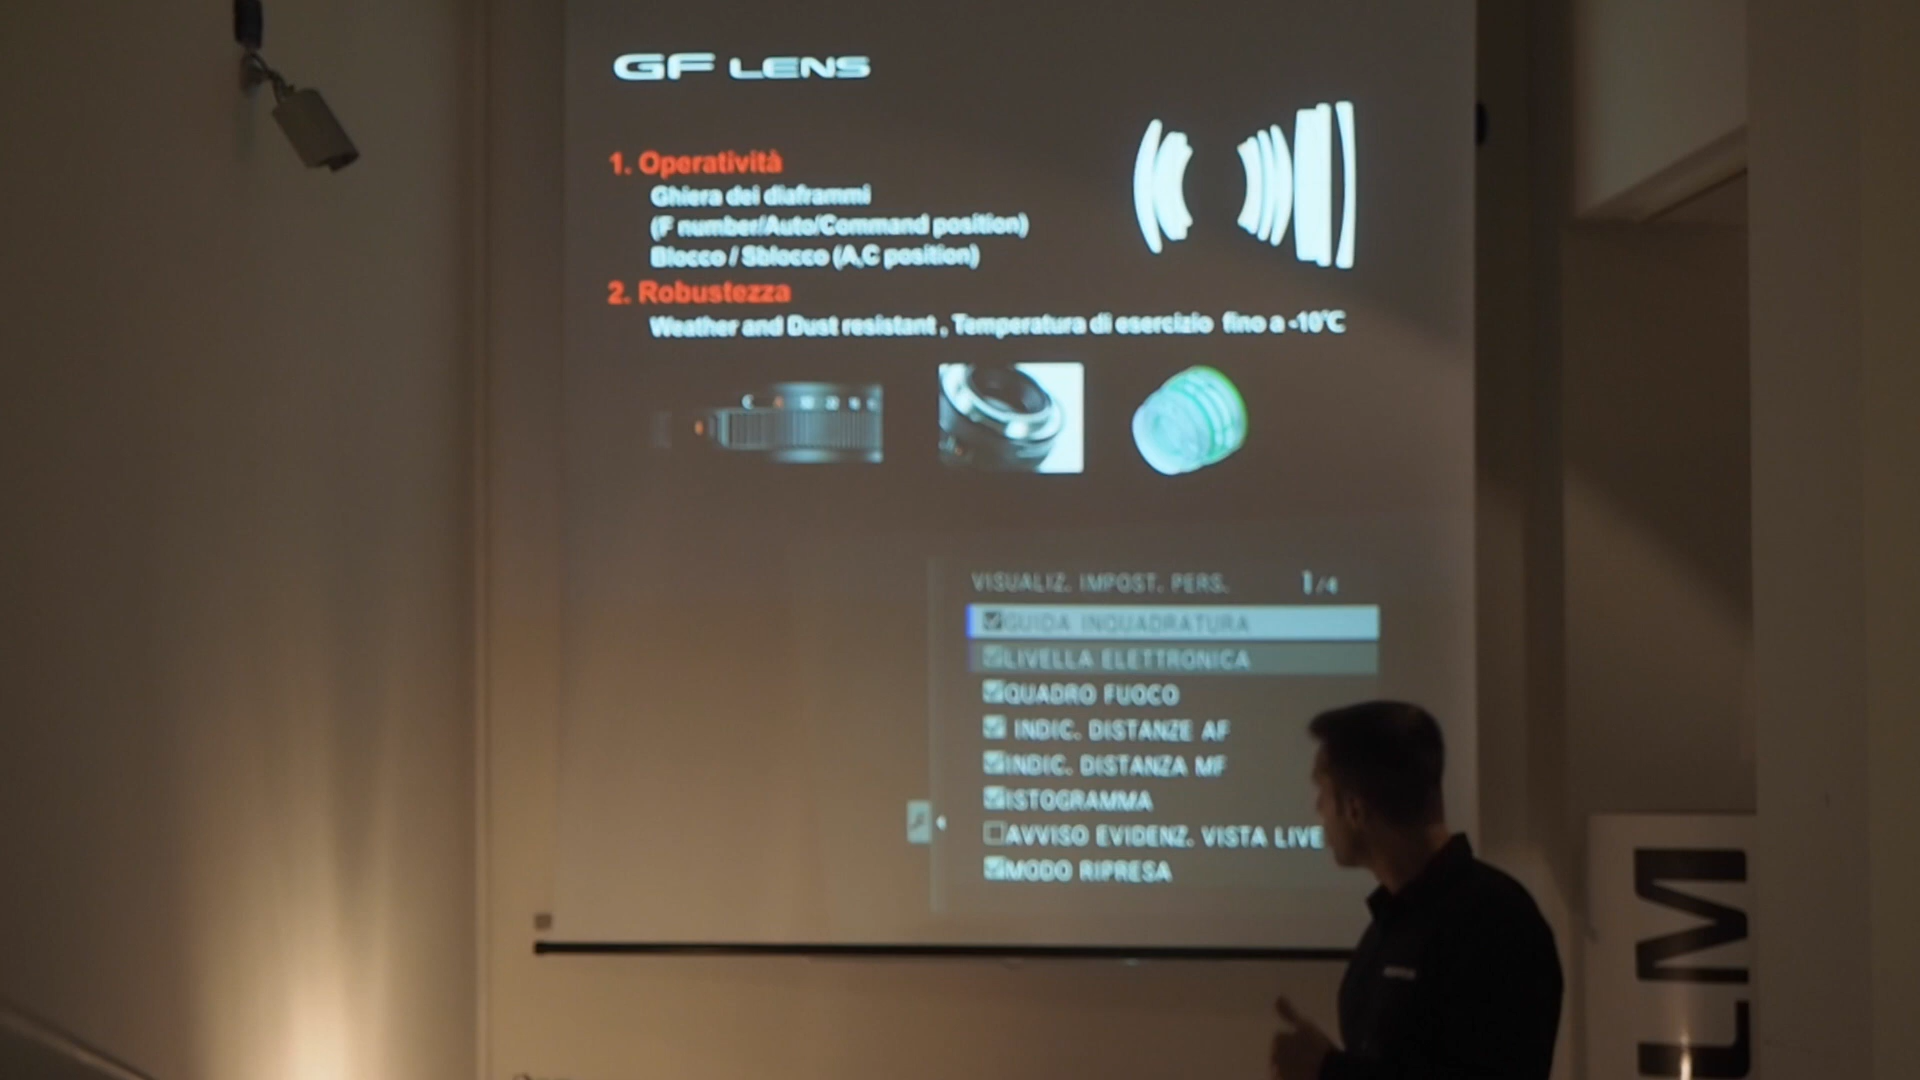 GF LENS
1. Operatività
Ghiera dei diaframmi
(F number/Auto/Command position)
Blocco / Sblocco (A,C position)
2. Robustezza
Weather and Dust resistant , Temperatura di esercizio fino a -10°C
VISUALIZ. IMPOST. PERS. 1/4
GUIDA INQUADRATURA
LIVELLA ELETTRONICA
QUADRO FUOCO
INDIC. DISTANZE AF
INDIC. DISTANZA MF
ISTOGRAMMA
AVVISO EVIDENZ. VISTA LIVE
MODO RIPRESA
LM